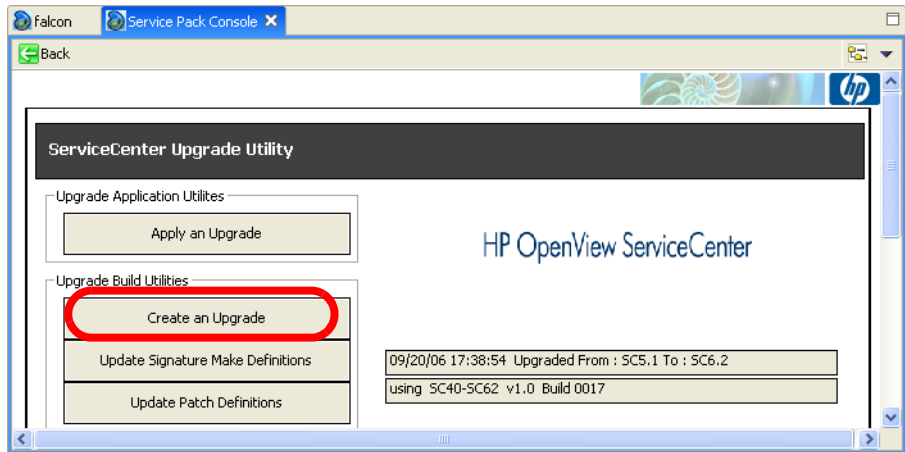 falcon
Service Pack Console
Back
hp
ServiceCenter Upgrade Utility
Upgrade Application Utilites
Apply an Upgrade
HP OpenView ServiceCenter
Upgrade Build Utilities
Create an Upgrade
Update Signature Make Definitions
09/20/06 17:38:54 Upgraded From : SC5.1 To : SC6.2
using SC40-SC62 v1.0 Build 0017
Update Patch Definitions